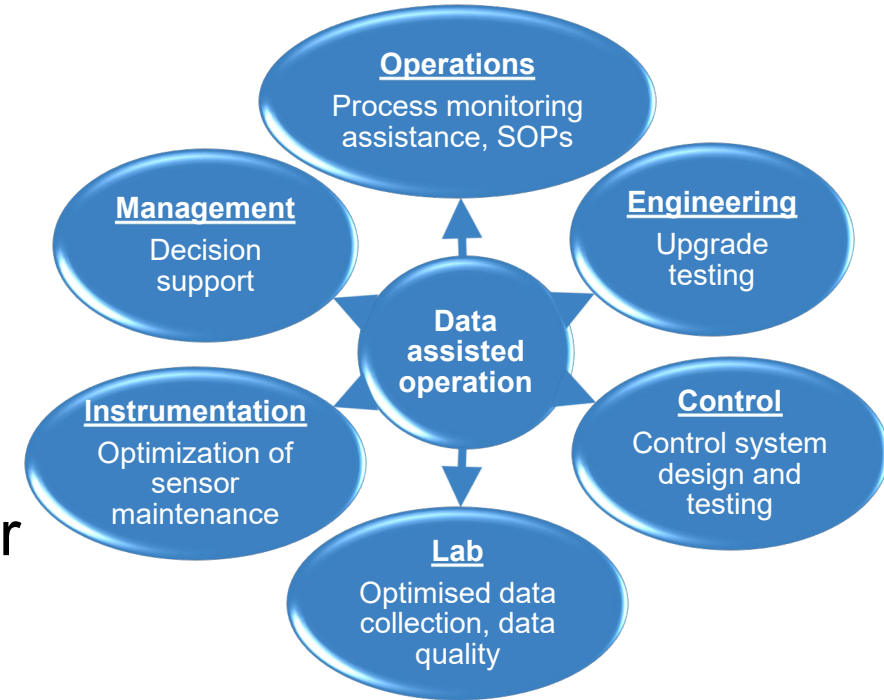 Operations
Process monitoring
assistance, SOPs
Management
Decision
support
Engineering
Upgrade
testing
Data
assisted
operation
Instrumentation
Optimization of
sensor
maintenance
Control
Control system
design and
testing
r
Lab
Optimised data
collection, data
quality